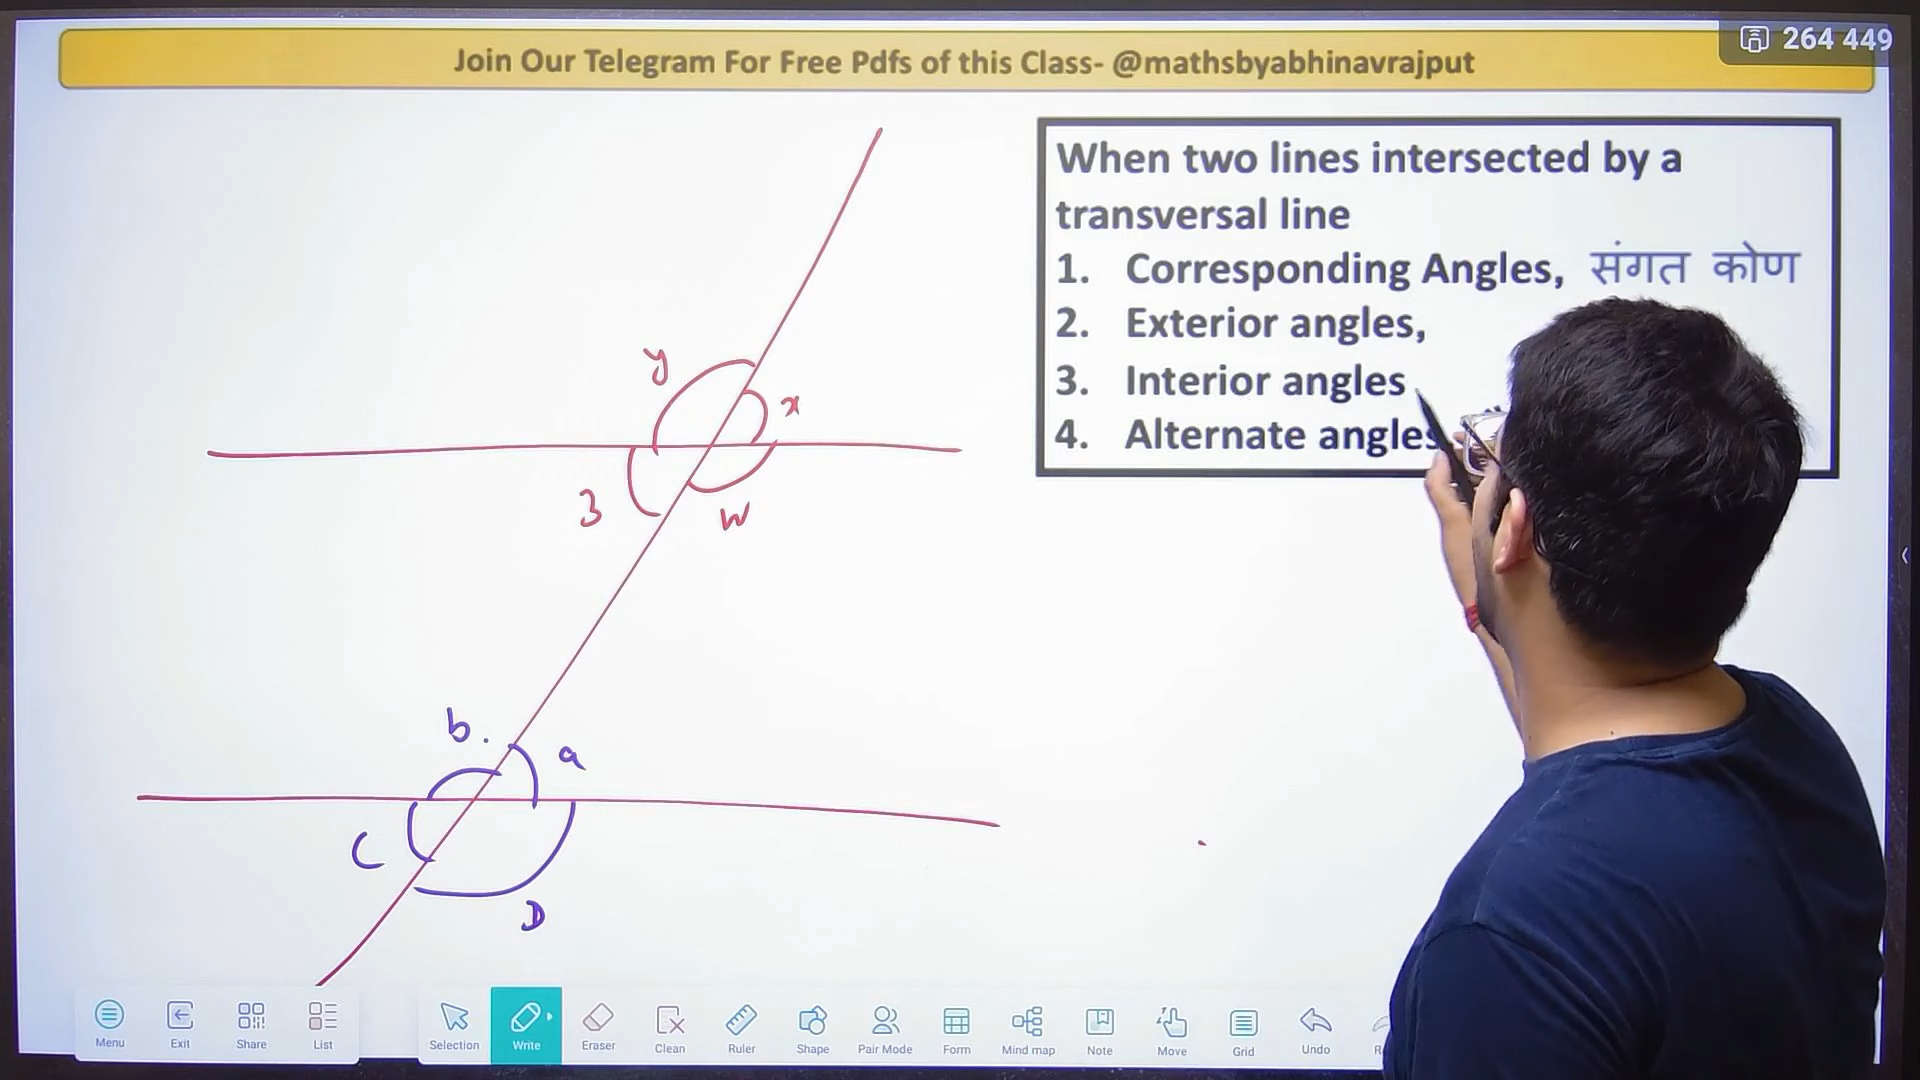 Join Our Telegram For Free Pdfs of this Class- @mathsbyabhinavrajput
264 449
When two lines intersected by a
transversal line
1. Corresponding Angles, संगत कोण
2. Exterior angles,
3. Interior angles
4. Alternate angles
y
x
3
w
b.
a
C
D
Menu
Exit
Share
List
Selection
Write
Eraser
Clean
Ruler
Shape
Pair Mode
Form
Mind map
Note
Move
Grid
Undo